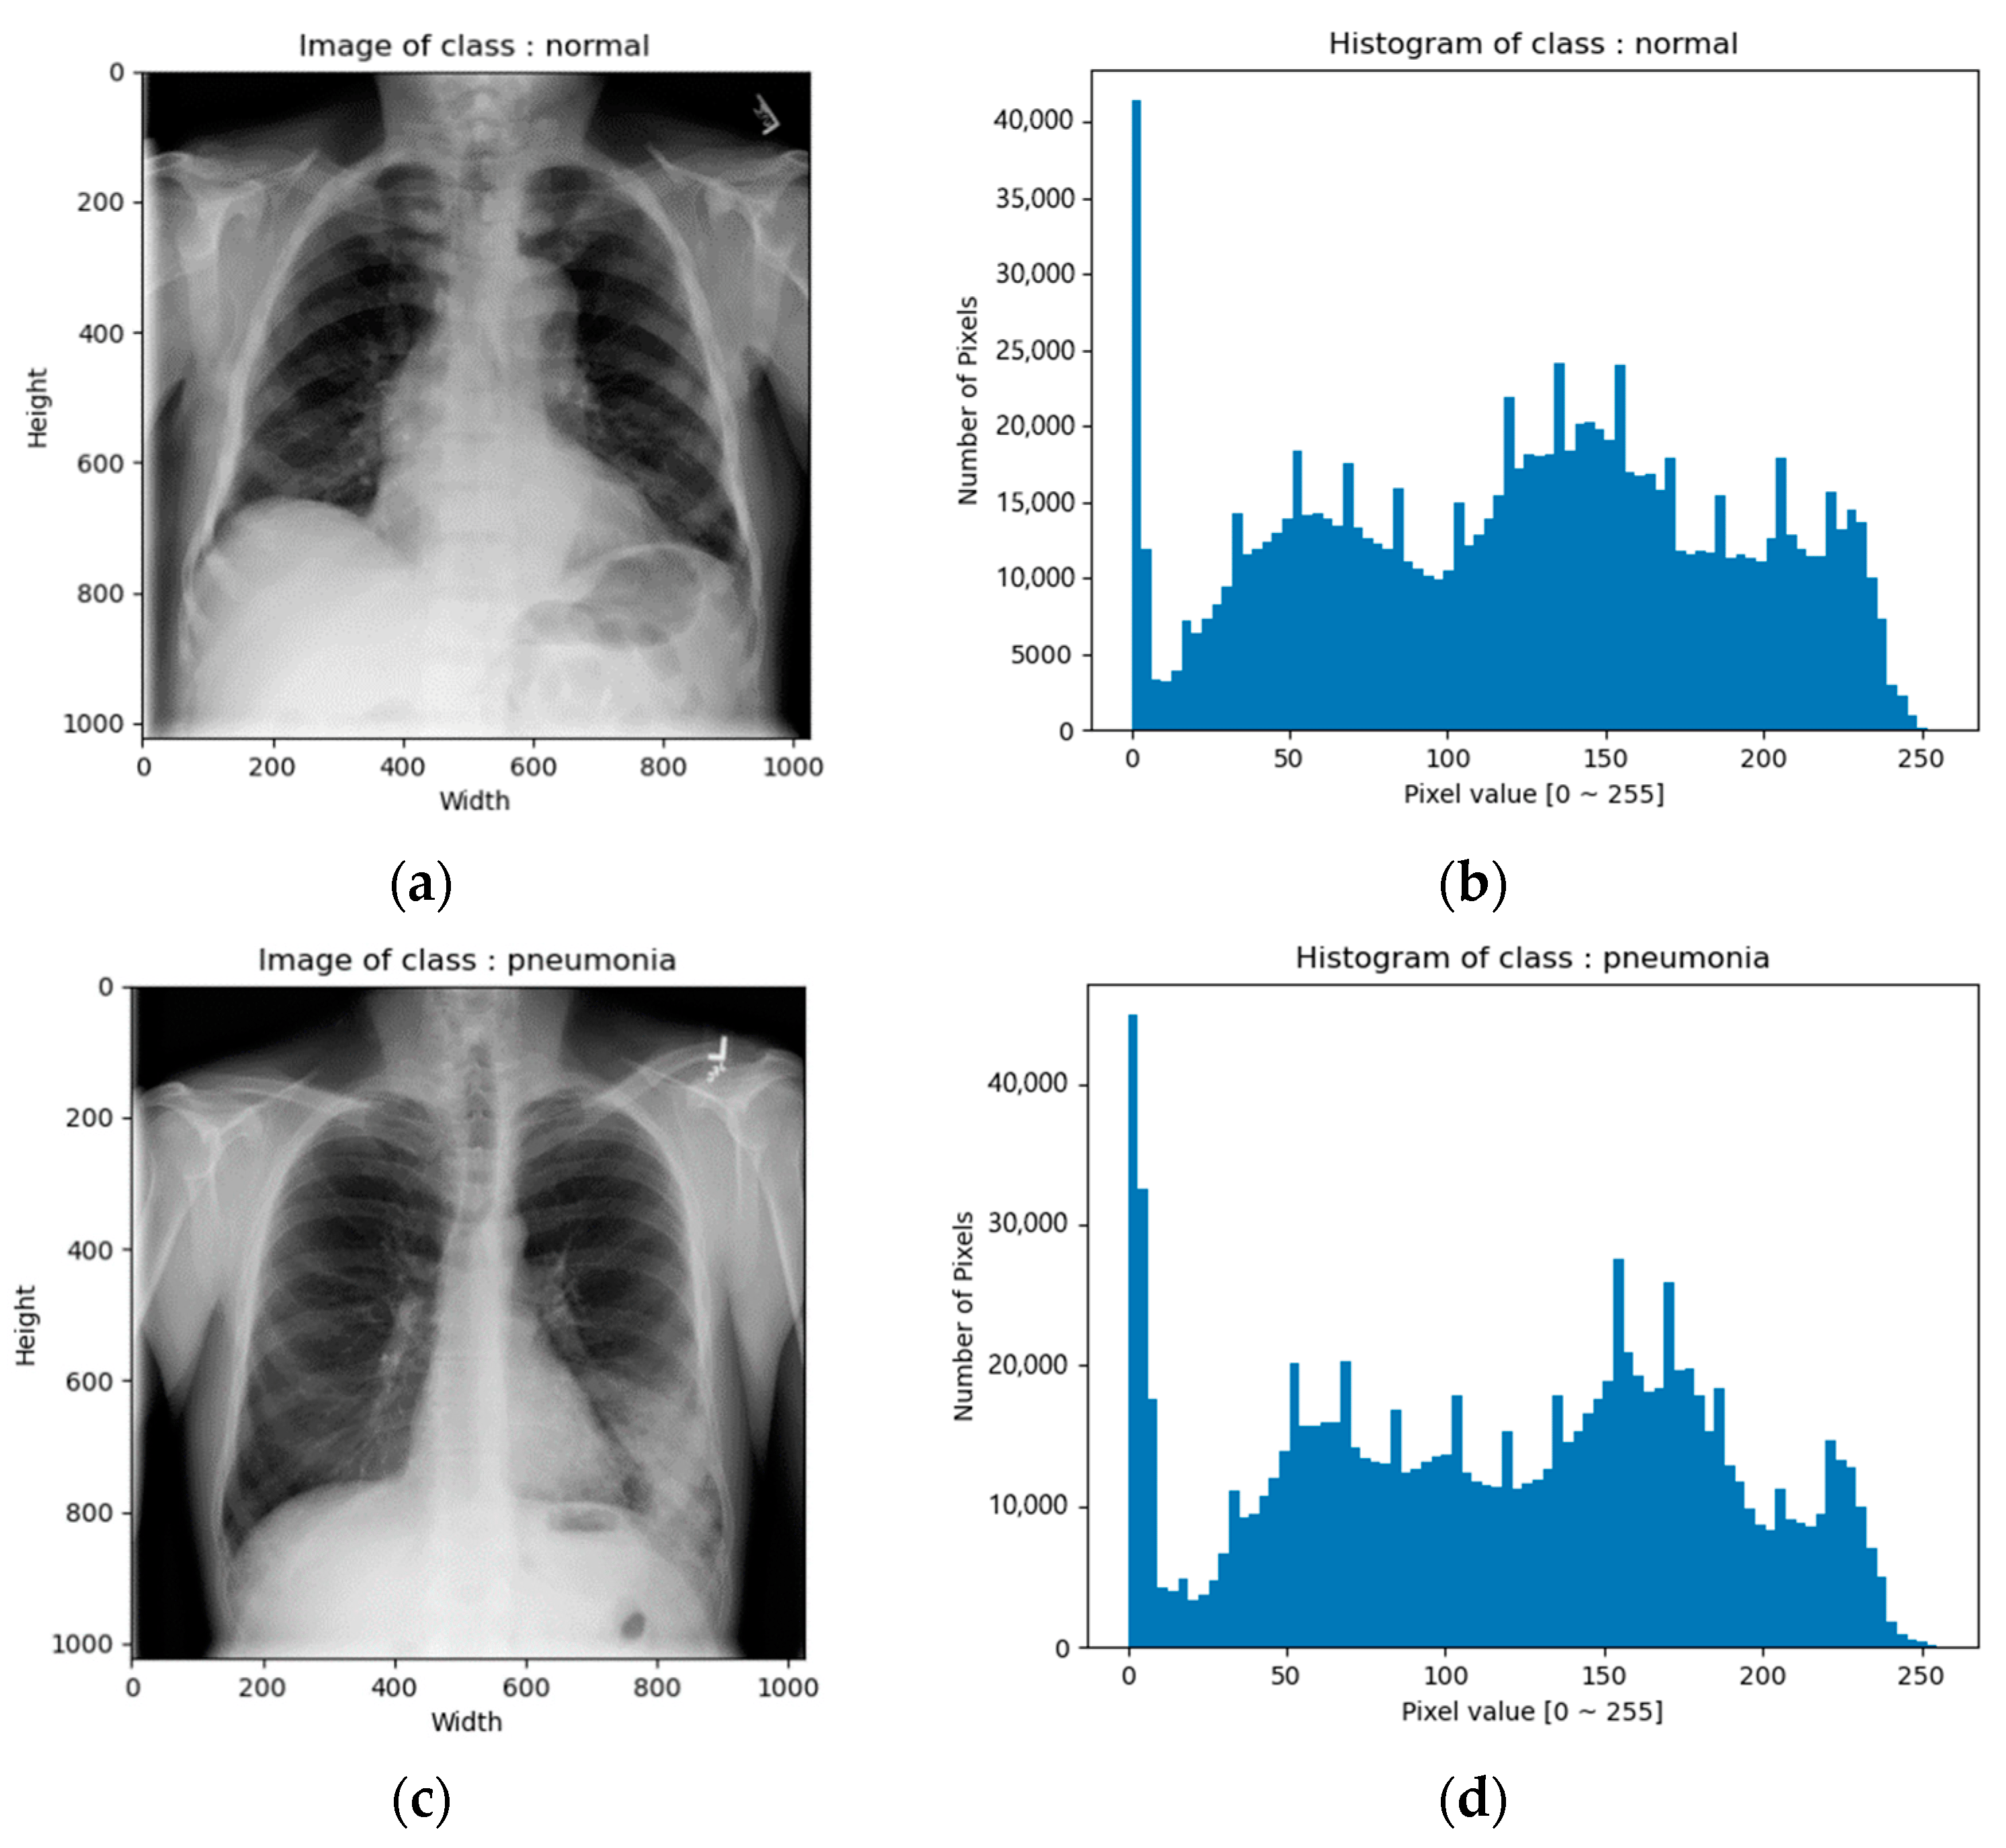 Image of class : normal
0
200
400
600
800
1000
Height
0 200 400 600 800 1000
Width
(a)
Histogram of class : normal
40,000
35,000
30,000
25,000
20,000
15,000
10,000
5000
0
Number of Pixels
0 50 100 150 200 250
Pixel value [0 ~ 255]
(b)
Image of class : pneumonia
0
200
400
600
800
1000
Height
0 200 400 600 800 1000
Width
(c)
Histogram of class : pneumonia
40,000
30,000
20,000
10,000
0
Number of Pixels
0 50 100 150 200 250
Pixel value [0 ~ 255]
(d)
L